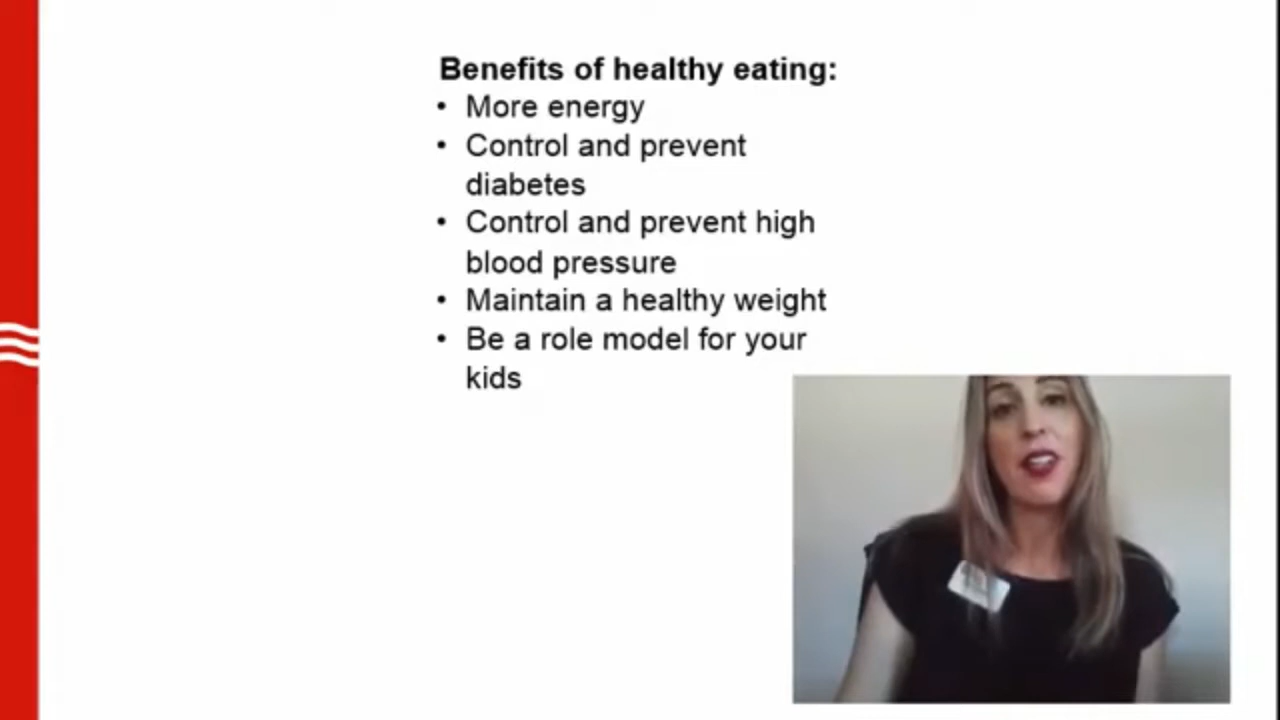 Benefits of healthy eating:
• More energy
• Control and prevent
diabetes
• Control and prevent high
blood pressure
• Maintain a healthy weight
• Be a role model for your
kids